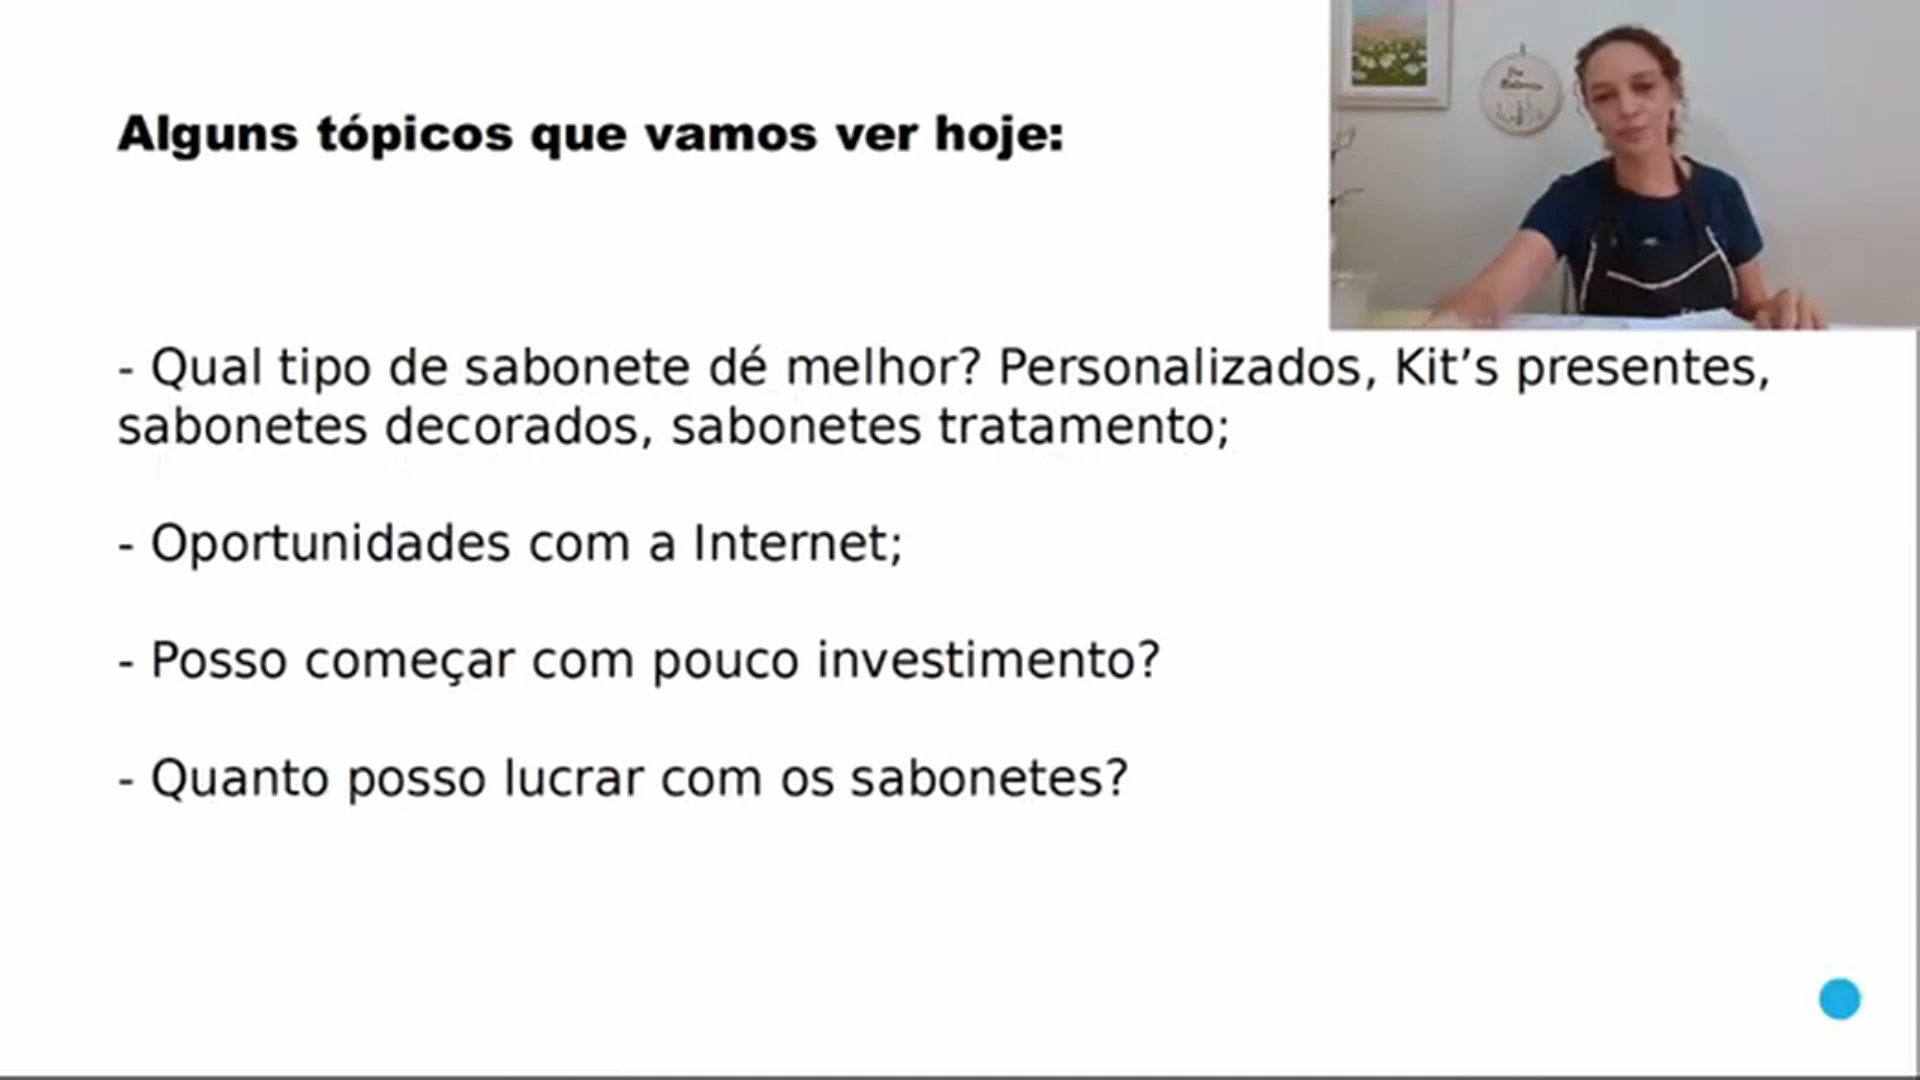 Alguns tópicos que vamos ver hoje:
- Qual tipo de sabonete dé melhor? Personalizados, Kit’s presentes,
sabonetes decorados, sabonetes tratamento;
- Oportunidades com a Internet;
- Posso começar com pouco investimento?
- Quanto posso lucrar com os sabonetes?